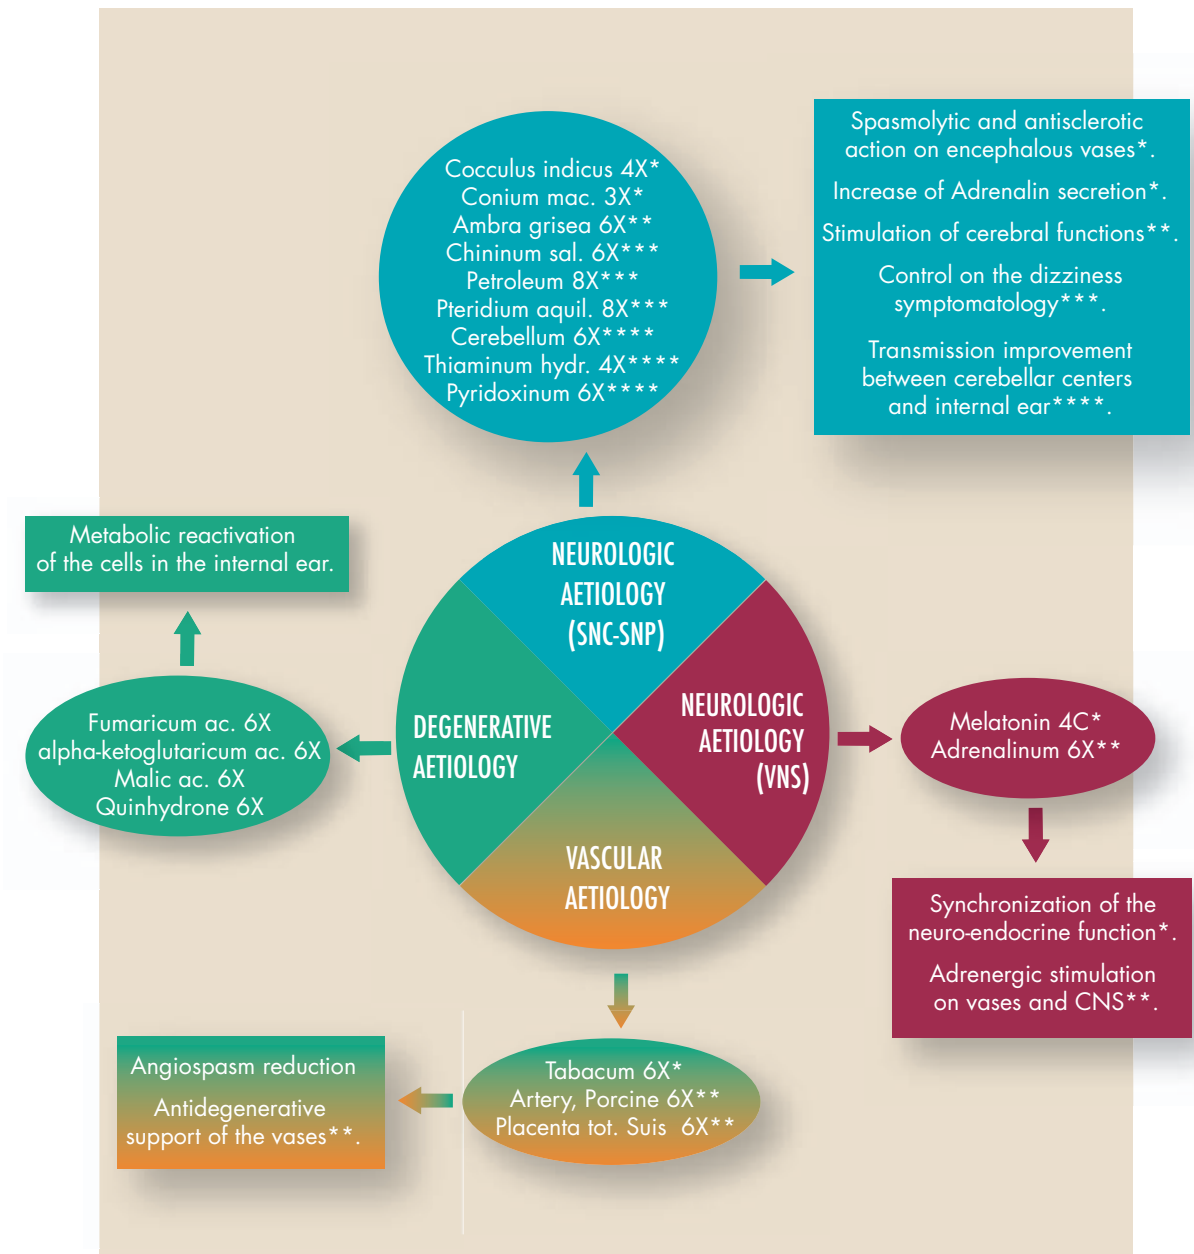 Cocculus indicus 4X*
Conium mac. 3X*
Ambra grisea 6X**
Chininum sal. 6X***
Petroleum 8X***
Pteridium aquil. 8X***
Cerebellum 6X****
Thiaminum hydr. 4X****
Pyridoxinum 6X****
Spasmolytic and antisclerotic
action on encephalous vases*.
Increase of Adrenalin secretion*.
Stimulation of cerebral functions**.
Control on the dizziness
symptomatology***.
Transmission improvement
between cerebellar centers
and internal ear****.
Metabolic reactivation
of the cells in the internal ear.
Fumaricum ac. 6X
alpha-ketoglutaricum ac. 6X
Malic ac. 6X
Quinhydrone 6X
NEUROLOGIC
AETIOLOGY
(SNC-SNP)
DEGENERATIVE
AETIOLOGY
NEUROLOGIC
AETIOLOGY
(VNS)
VASCULAR
AETIOLOGY
Melatonin 4C*
Adrenalinum 6X**
Synchronization of the
neuro-endocrine function*.
Adrenergic stimulation
on vases and CNS**.
Tabacum 6X*
Artery, Porcine 6X**
Placenta tot. Suis 6X**
Angiospasm reduction
Antidegenerative
support of the vases**.